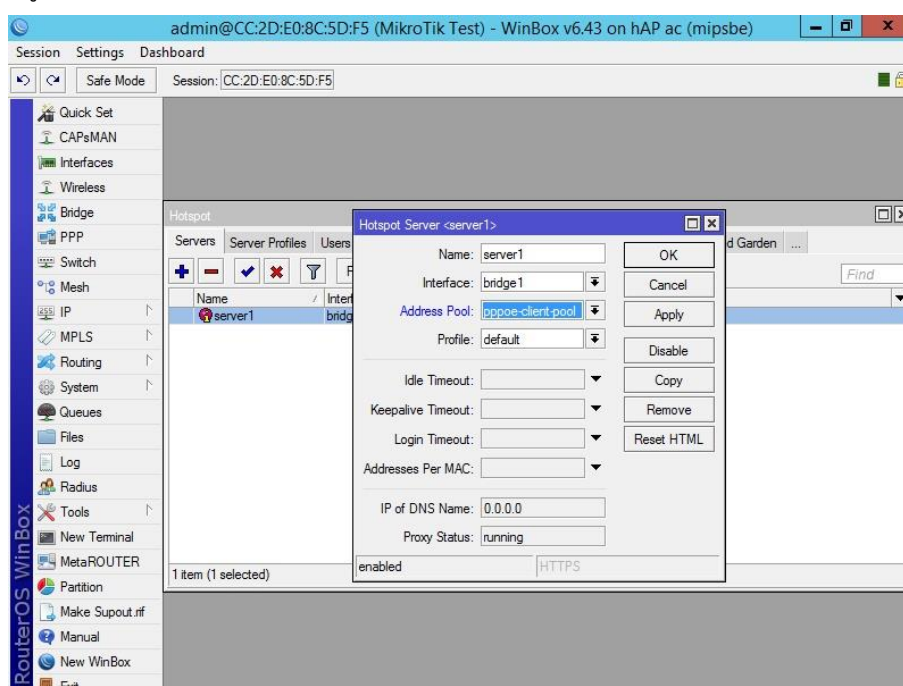 admin@CC:2D:E0:8C:5D:F5 (MikroTik Test) - WinBox v6.43 on hAP ac (mipsbe)
Session Settings Dashboard
Safe Mode Session: CC:2D:E0:8C:5D:F5
Quick Set
CAPsMAN
Interfaces
Wireless
Bridge
PPP
Switch
Mesh
IP
MPLS
Routing
System
Queues
Files
Log
Radius
Tools
New Terminal
MetaROUTER
Partition
Make Supout.rif
Manual
New WinBox
Exit
RouterOS WinBox
Hotspot
Servers Server Profiles Users
d Garden ...
Find
Name
server1
1 item (1 selected)
Hotspot Server <server1>
Name: server1
Interface: bridge1
Address Pool: pppoe-client-pool
Profile: default
Idle Timeout:
Keepalive Timeout:
Login Timeout:
Addresses Per MAC:
IP of DNS Name: 0.0.0.0
Proxy Status: running
enabled HTTPS
OK
Cancel
Apply
Disable
Copy
Remove
Reset HTML